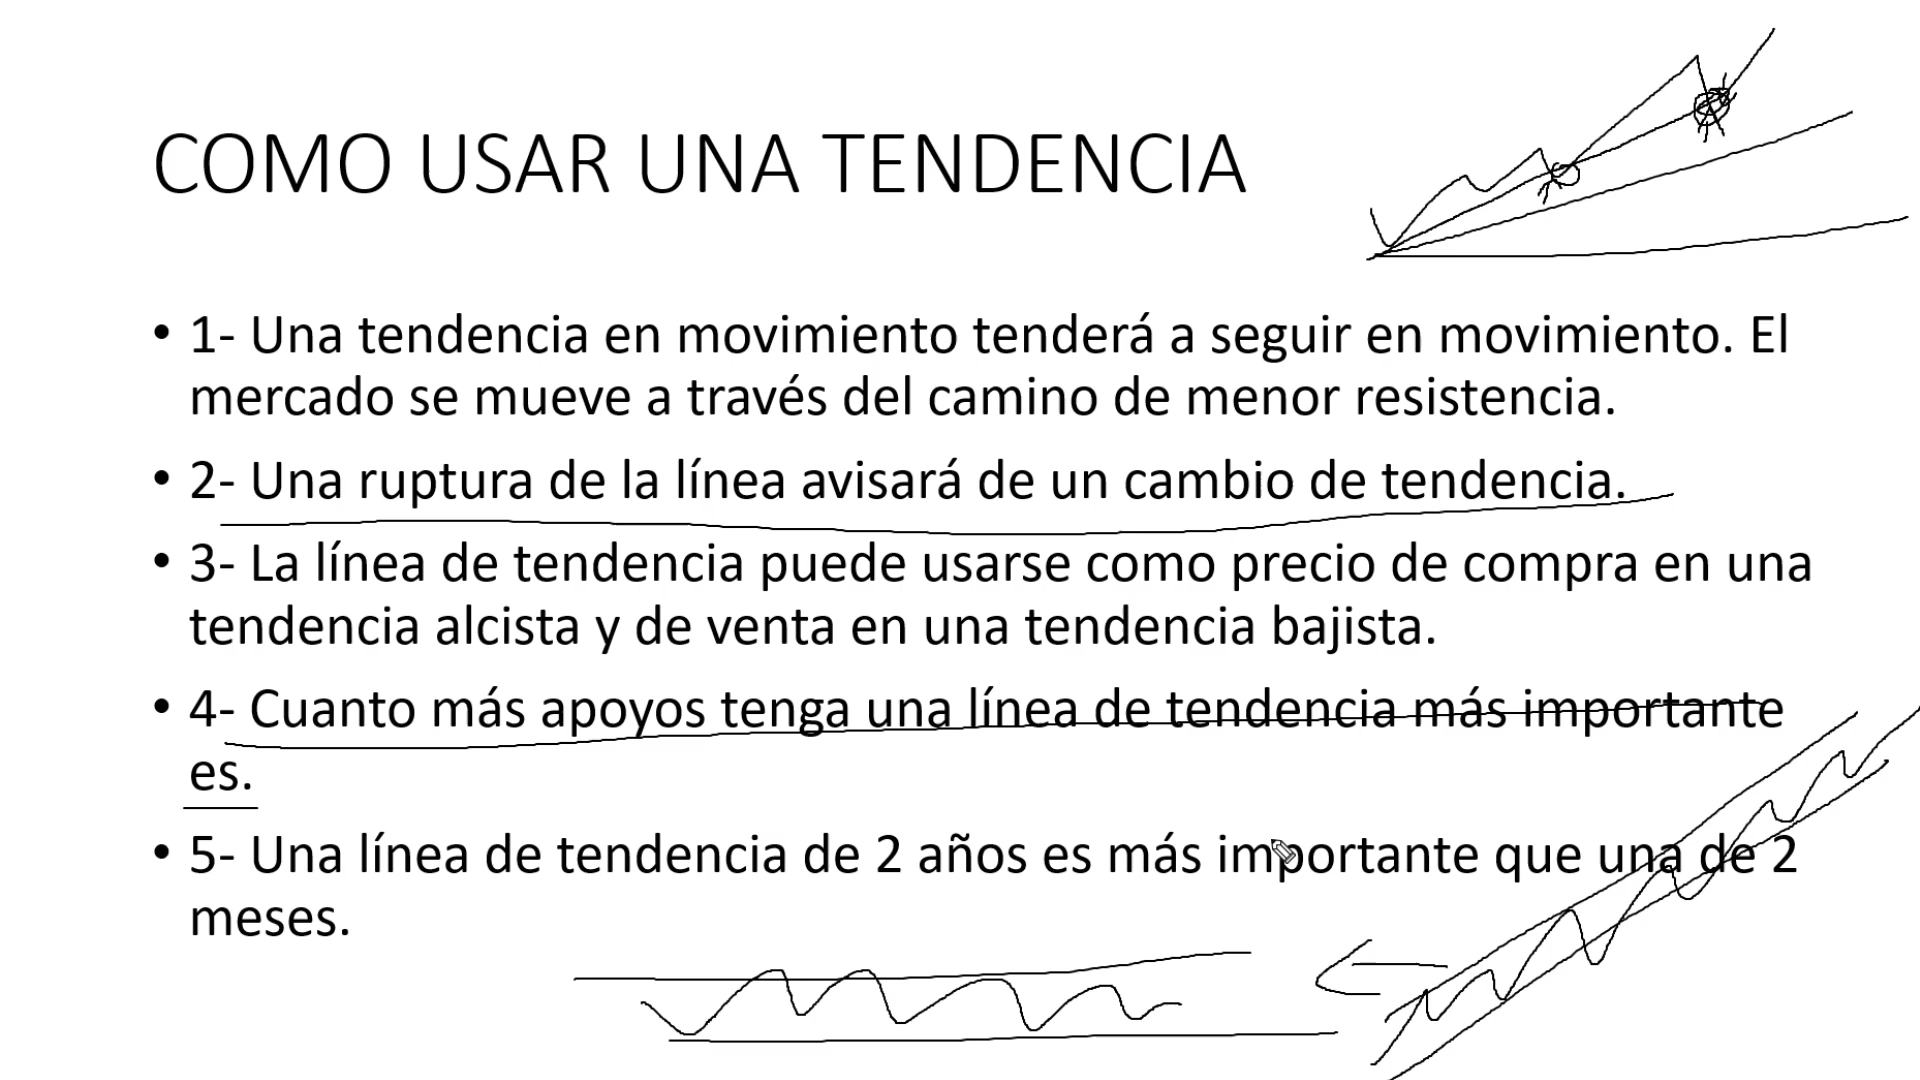 COMO USAR UNA TENDENCIA
• 1- Una tendencia en movimiento tenderá a seguir en movimiento. El
mercado se mueve a través del camino de menor resistencia.
• 2- Una ruptura de la línea avisará de un cambio de tendencia.
• 3- La línea de tendencia puede usarse como precio de compra en una
tendencia alcista y de venta en una tendencia bajista.
• 4- Cuanto más apoyos tenga una línea de tendencia más importante
es.
• 5- Una línea de tendencia de 2 años es más importante que una de 2
meses.